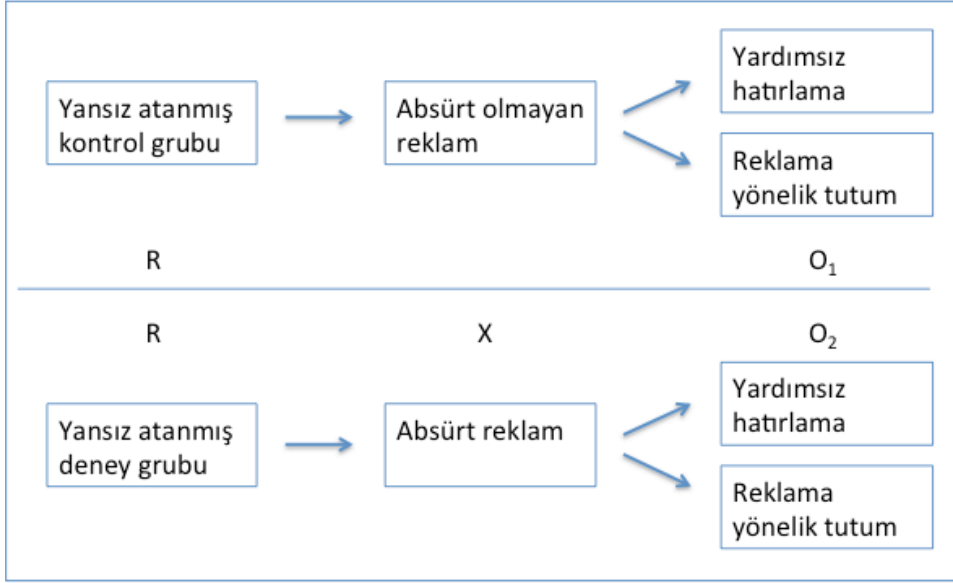 Yansız atanmış
kontrol grubu
Absürt olmayan
reklam
Yardımsız
hatırlama
Reklama
yönelik tutum
R
O₁
R
X
O₂
Yansız atanmış
deney grubu
Absürt reklam
Yardımsız
hatırlama
Reklama
yönelik tutum